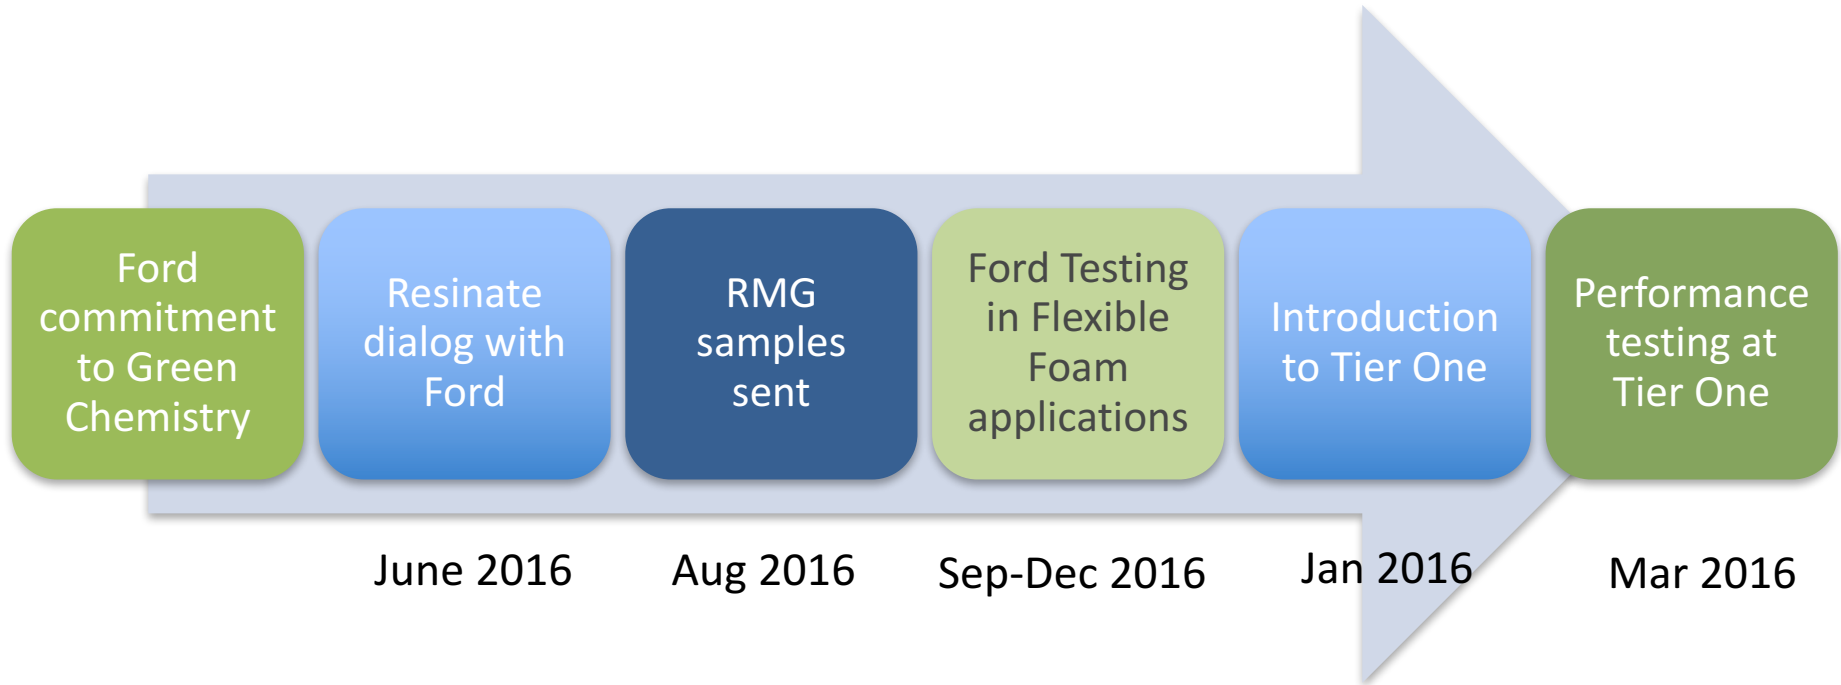 Ford
commitment
to Green
Chemistry
Resinate
dialog with
Ford
RMG
samples
sent
Ford Testing
in Flexible
Foam
applications
Introduction
to Tier One
Performance
testing at
Tier One
June 2016
Aug 2016
Sep-Dec 2016
Jan 2016
Mar 2016